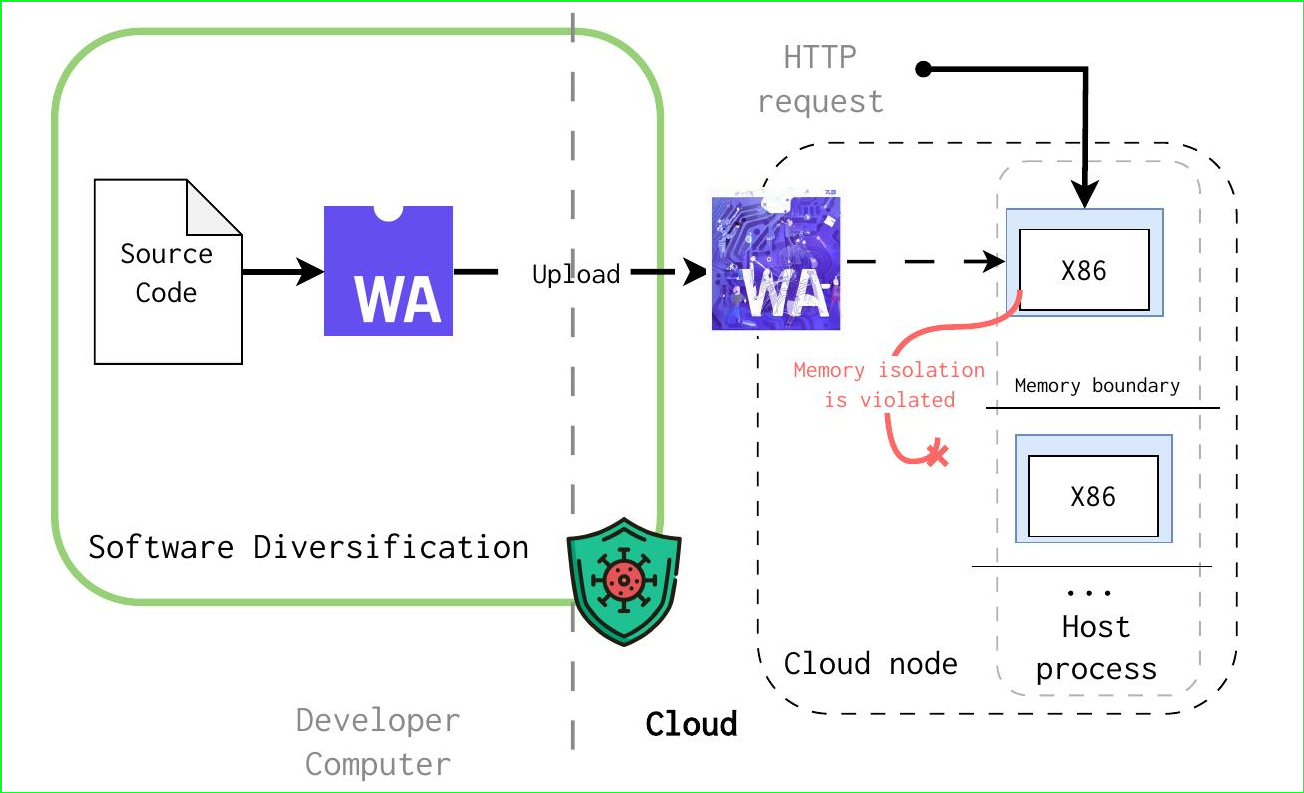 HTTP
request
Source
Code
WA
Upload
WA
X86
Memory isolation
is violated
Memory boundary
X86
Software Diversification
...
Host
process
Cloud node
Developer
Computer
Cloud